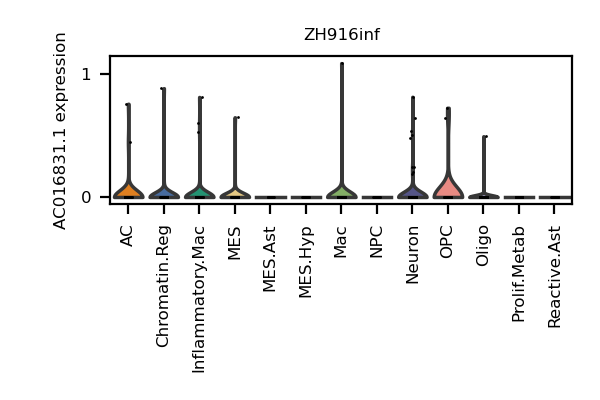 ZH916inf
AC016831.1 expression
1
0
AC
Chromatin.Reg
Inflammatory.Mac
MES
MES.Ast
MES.Hyp
Mac
NPC
Neuron
OPC
Oligo
Prolif.Metab
Reactive.Ast